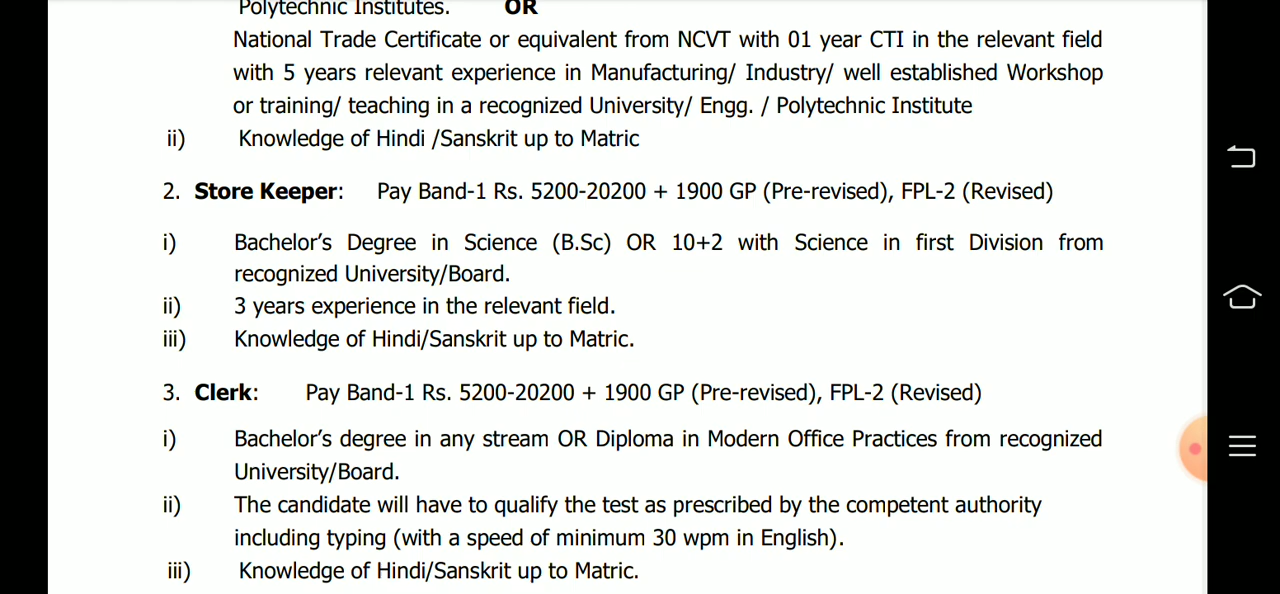 Polytechnic Institutes. OR
National Trade Certificate or equivalent from NCVT with 01 year CTI in the relevant field
with 5 years relevant experience in Manufacturing/ Industry/ well established Workshop
or training/ teaching in a recognized University/ Engg. / Polytechnic Institute
ii) Knowledge of Hindi /Sanskrit up to Matric
2. Store Keeper: Pay Band-1 Rs. 5200-20200 + 1900 GP (Pre-revised), FPL-2 (Revised)
i) Bachelor's Degree in Science (B.Sc) OR 10+2 with Science in first Division from
recognized University/Board.
ii) 3 years experience in the relevant field.
iii) Knowledge of Hindi/Sanskrit up to Matric.
3. Clerk: Pay Band-1 Rs. 5200-20200 + 1900 GP (Pre-revised), FPL-2 (Revised)
i) Bachelor's degree in any stream OR Diploma in Modern Office Practices from recognized
University/Board.
ii) The candidate will have to qualify the test as prescribed by the competent authority
including typing (with a speed of minimum 30 wpm in English).
iii) Knowledge of Hindi/Sanskrit up to Matric.